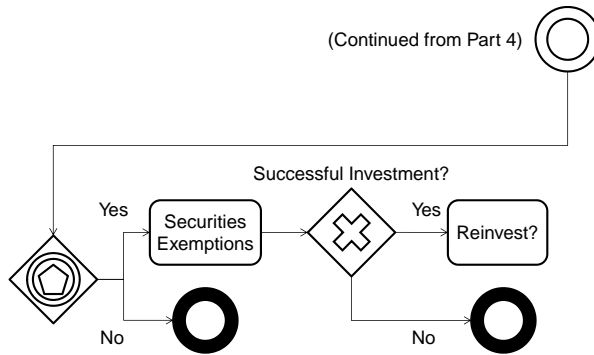 (Continued from Part 4)
Successful Investment?
Yes
Securities
Exemptions
Yes
Reinvest?
No
No